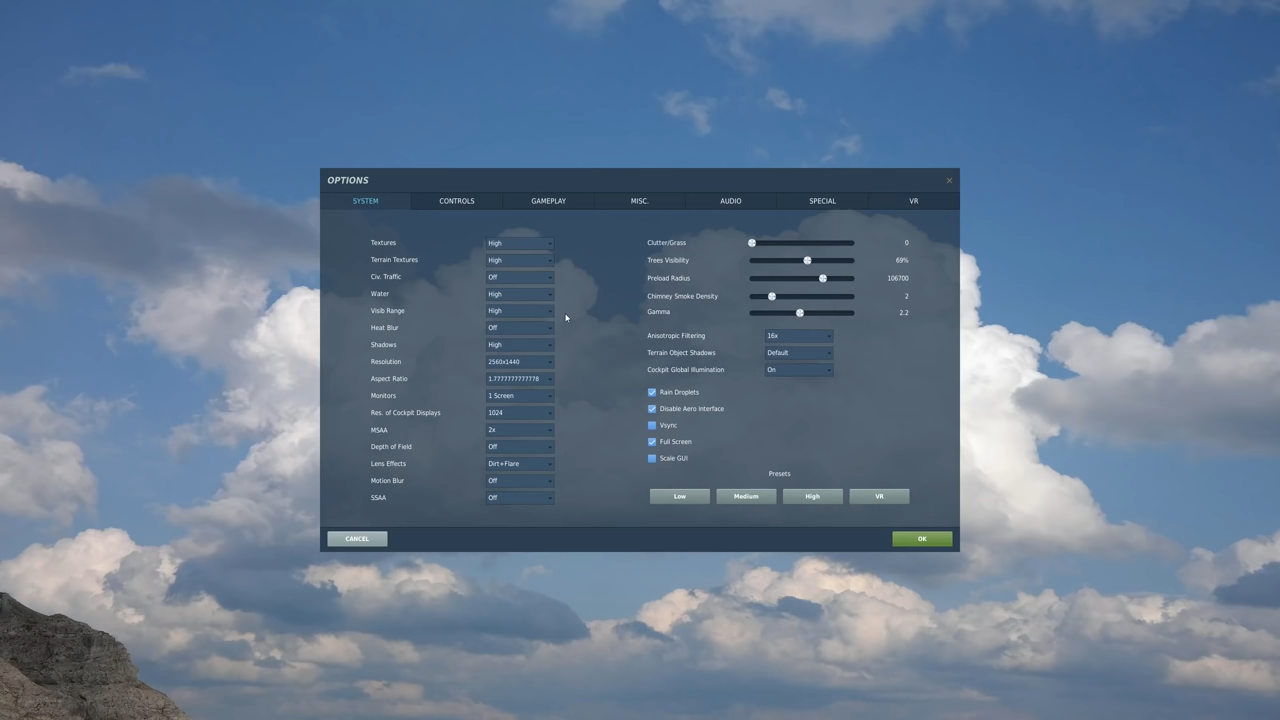 OPTIONS
SYSTEM CONTROLS GAMEPLAY MISC. AUDIO SPECIAL VR
Textures High
Terrain Textures High
Civ. Traffic Off
Water High
Visib Range High
Heat Blur Off
Shadows High
Resolution 2560x1440
Aspect Ratio 1.7777777777778
Monitors 1 Screen
Res. of Cockpit Displays 1024
MSAA 2x
Depth of Field Off
Lens Effects Dirt+Flare
Motion Blur Off
SSAA Off
Clutter/Grass 0
Trees Visibility 69%
Preload Radius 106700
Chimney Smoke Density 2
Gamma 2.2
Anisotropic Filtering 16x
Terrain Object Shadows Default
Cockpit Global Illumination On
Rain Droplets
Disable Aero Interface
Vsync
Full Screen
Scale GUI
Presets
Low Medium High VR
CANCEL OK